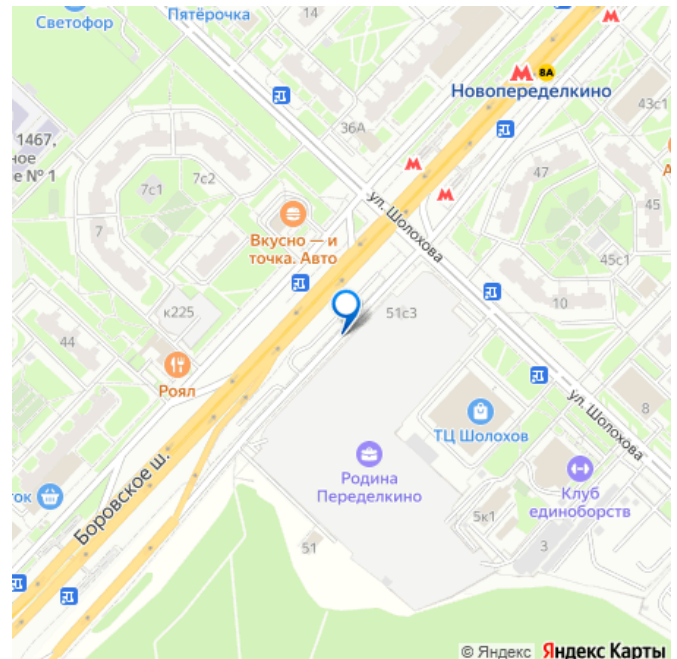 Светофор
Пятёрочка
14
М
М 8А
Новопеределкино
43с1
36А
1467,
ное
е № 1
7с2
7с1
М
М
47
А
ул. Шолохова
45
7
Вкусно — и
точка. Авто
45с1
10
к225
51с3
44
Роял
ТЦ Шолохов
ул. Шолохова
8
Боровское ш.
Родина
Переделкино
Клуб
единоборств
ток
5к1
51
3
© Яндекс Яндекс Карты